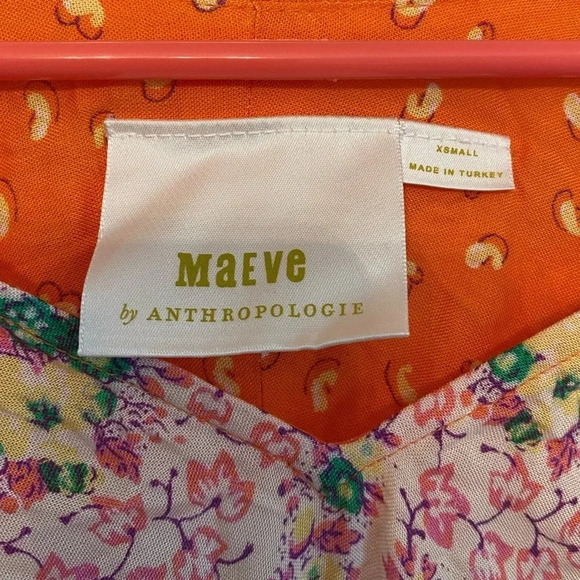 XSMALL
MADE IN TURKEY
MaEVe
by ANTHROPOLOGIE